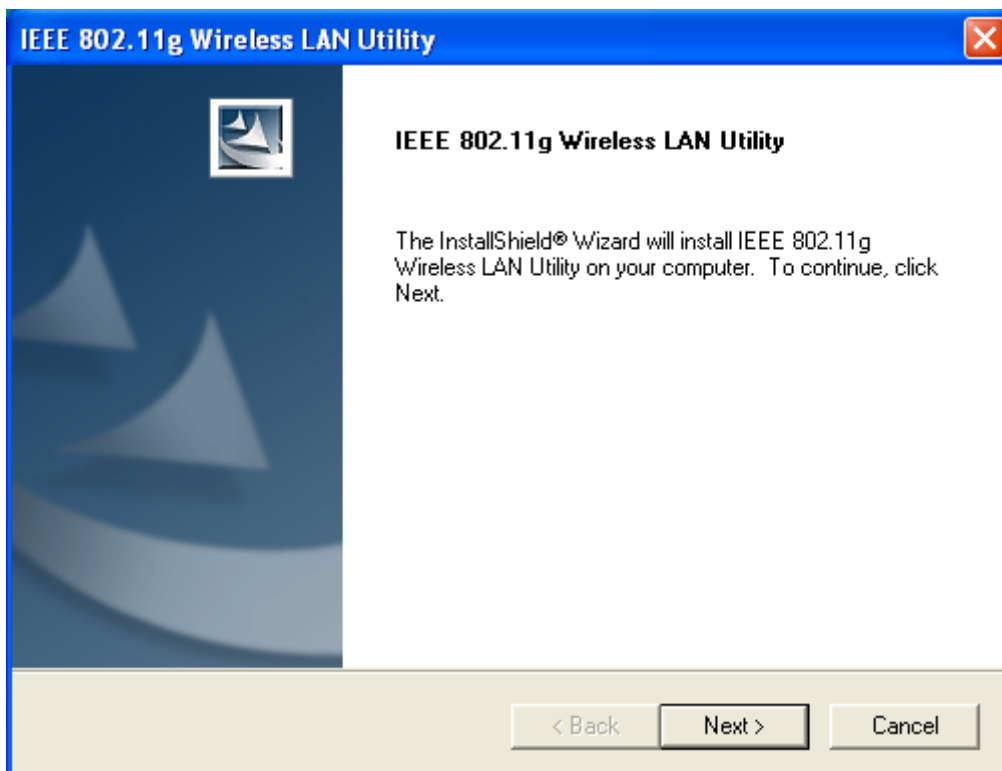 IEEE 802.11g Wireless LAN Utility
IEEE 802.11g Wireless LAN Utility
The InstallShield® Wizard will install IEEE 802.11g
Wireless LAN Utility on your computer.  To continue, click
Next.
< Back
Next >
Cancel